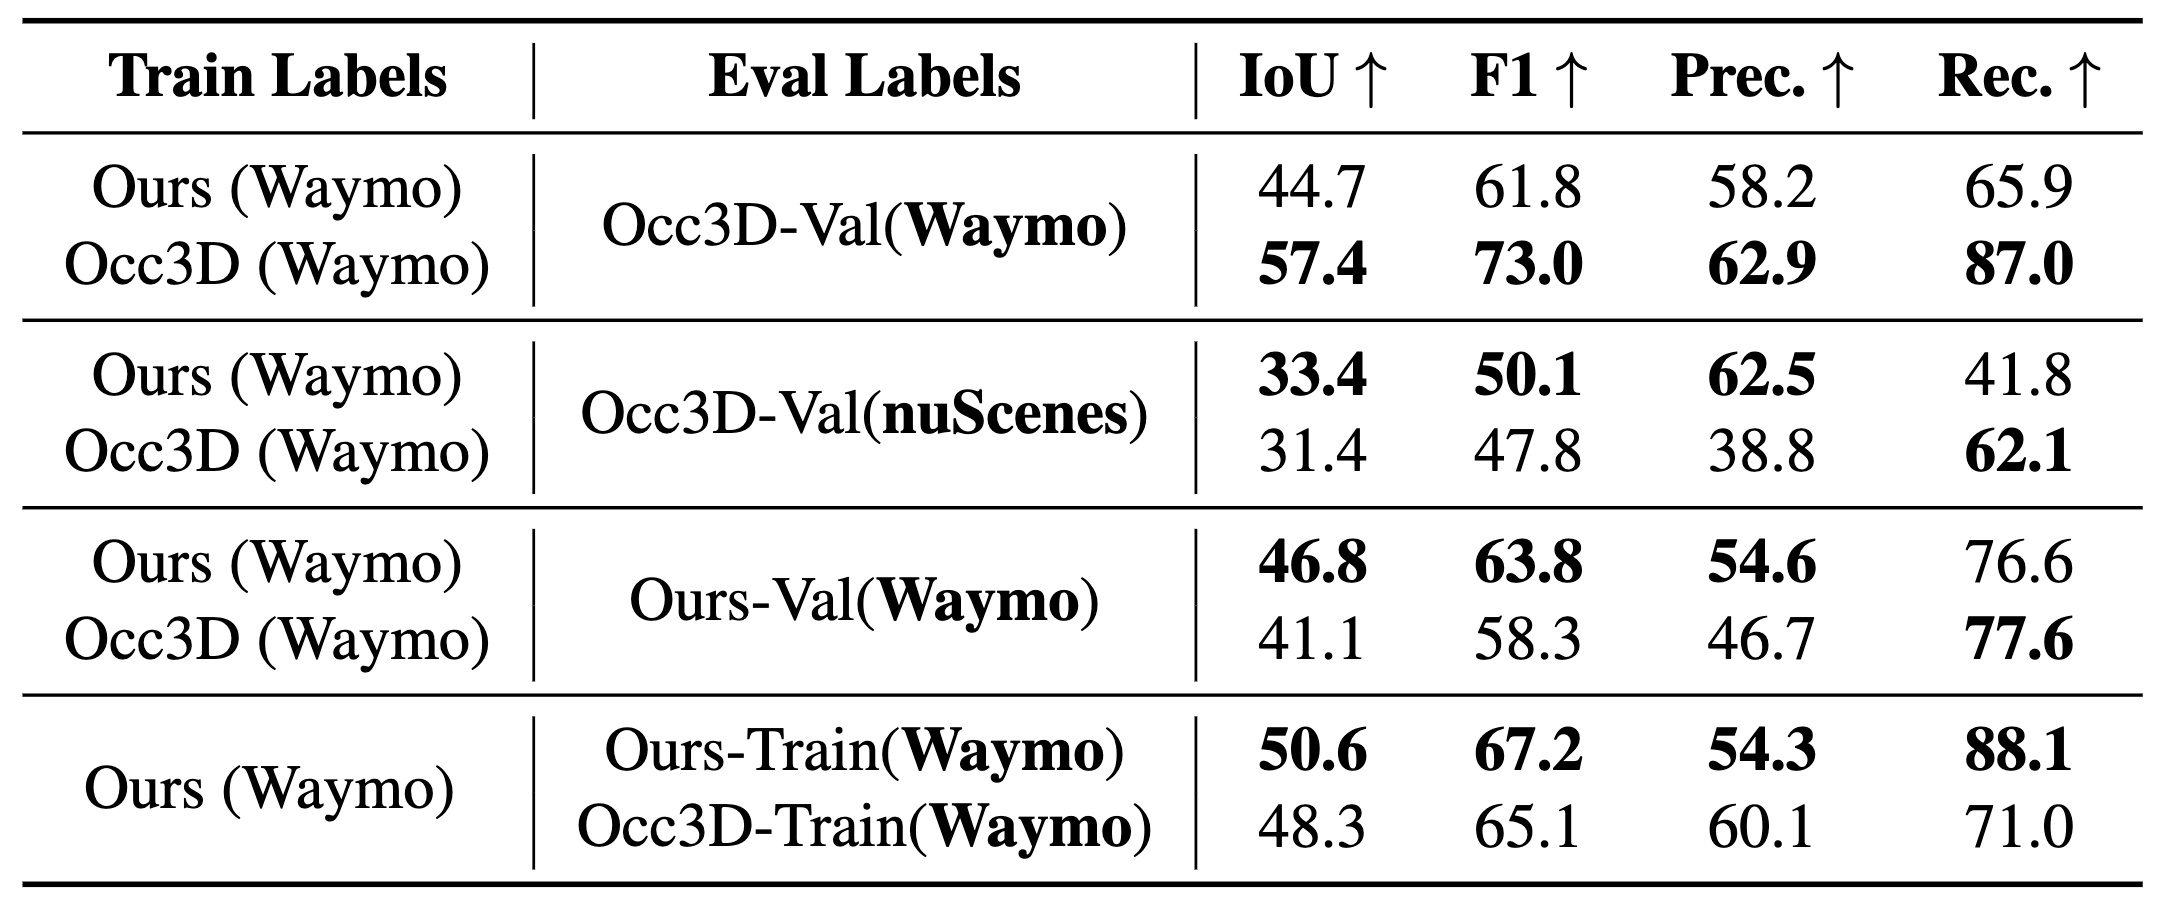 Train Labels Eval Labels IoU ↑ F1 ↑ Prec. ↑ Rec. ↑
Ours (Waymo) 44.7 61.8 58.2 65.9
Occ3D-Val(Waymo)
Occ3D (Waymo) 57.4 73.0 62.9 87.0
Ours (Waymo) 33.4 50.1 62.5 41.8
Occ3D-Val(nuScenes)
Occ3D (Waymo) 31.4 47.8 38.8 62.1
Ours (Waymo) 46.8 63.8 54.6 76.6
Ours-Val(Waymo)
Occ3D (Waymo) 41.1 58.3 46.7 77.6
Ours-Train(Waymo) 50.6 67.2 54.3 88.1
Ours (Waymo)
Occ3D-Train(Waymo) 48.3 65.1 60.1 71.0